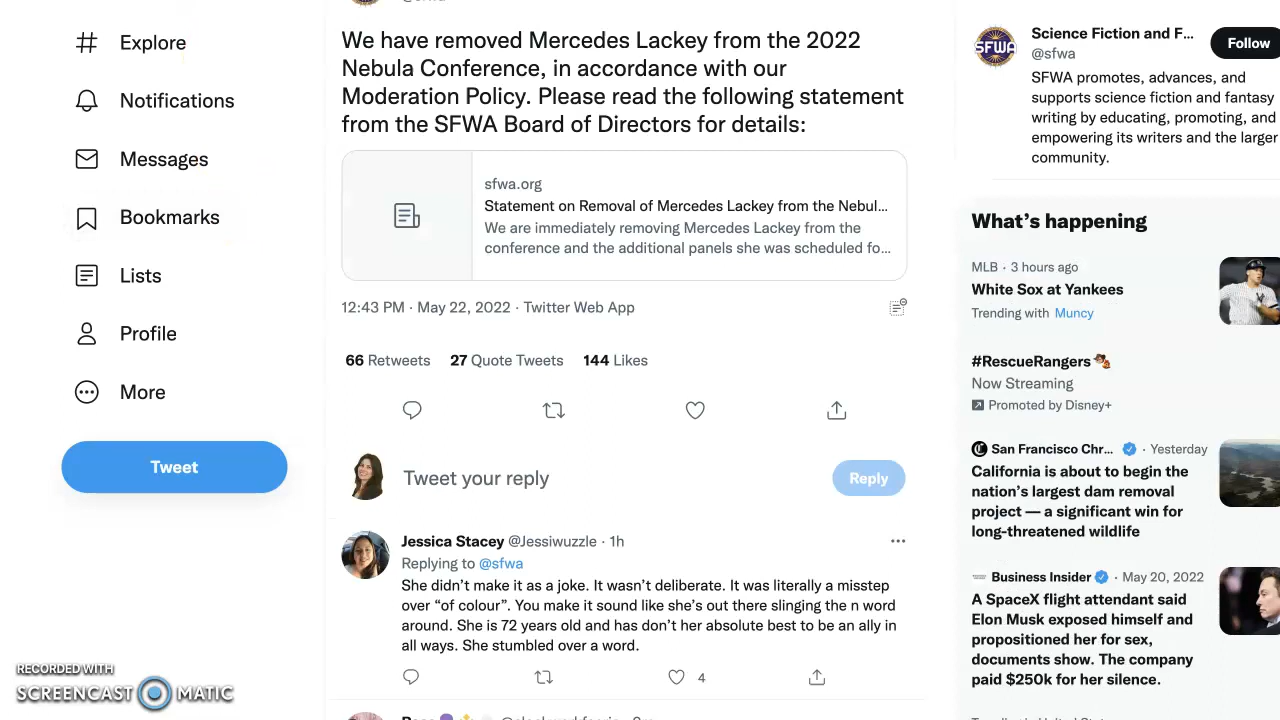 Explore
Notifications
Messages
Bookmarks
Lists
Profile
More
Tweet
We have removed Mercedes Lackey from the 2022
Nebula Conference, in accordance with our
Moderation Policy. Please read the following statement
from the SFWA Board of Directors for details:
sfwa.org
Statement on Removal of Mercedes Lackey from the Nebul...
We are immediately removing Mercedes Lackey from the
conference and the additional panels she was scheduled fo...
12:43 PM · May 22, 2022 · Twitter Web App
66 Retweets 27 Quote Tweets 144 Likes
Tweet your reply
Reply
Jessica Stacey @Jessiwuzzle · 1h
Replying to @sfwa
She didn't make it as a joke. It wasn't deliberate. It was literally a misstep
over “of colour”. You make it sound like she's out there slinging the n word
around. She is 72 years old and has don't her absolute best to be an ally in
all ways. She stumbled over a word.
4
SFWA
Science Fiction and F...
@sfwa
Follow
SFWA promotes, advances, and
supports science fiction and fantasy
writing by educating, promoting, and
empowering its writers and the larger
community.
What's happening
MLB · 3 hours ago
White Sox at Yankees
Trending with Muncy
#RescueRangers
Now Streaming
Promoted by Disney+
San Francisco Chr... · Yesterday
California is about to begin the
nation's largest dam removal
project — a significant win for
long-threatened wildlife
Business Insider · May 20, 2022
A SpaceX flight attendant said
Elon Musk exposed himself and
propositioned her for sex,
documents show. The company
paid $250k for her silence.
RECORDED WITH
SCREENCAST MATIC